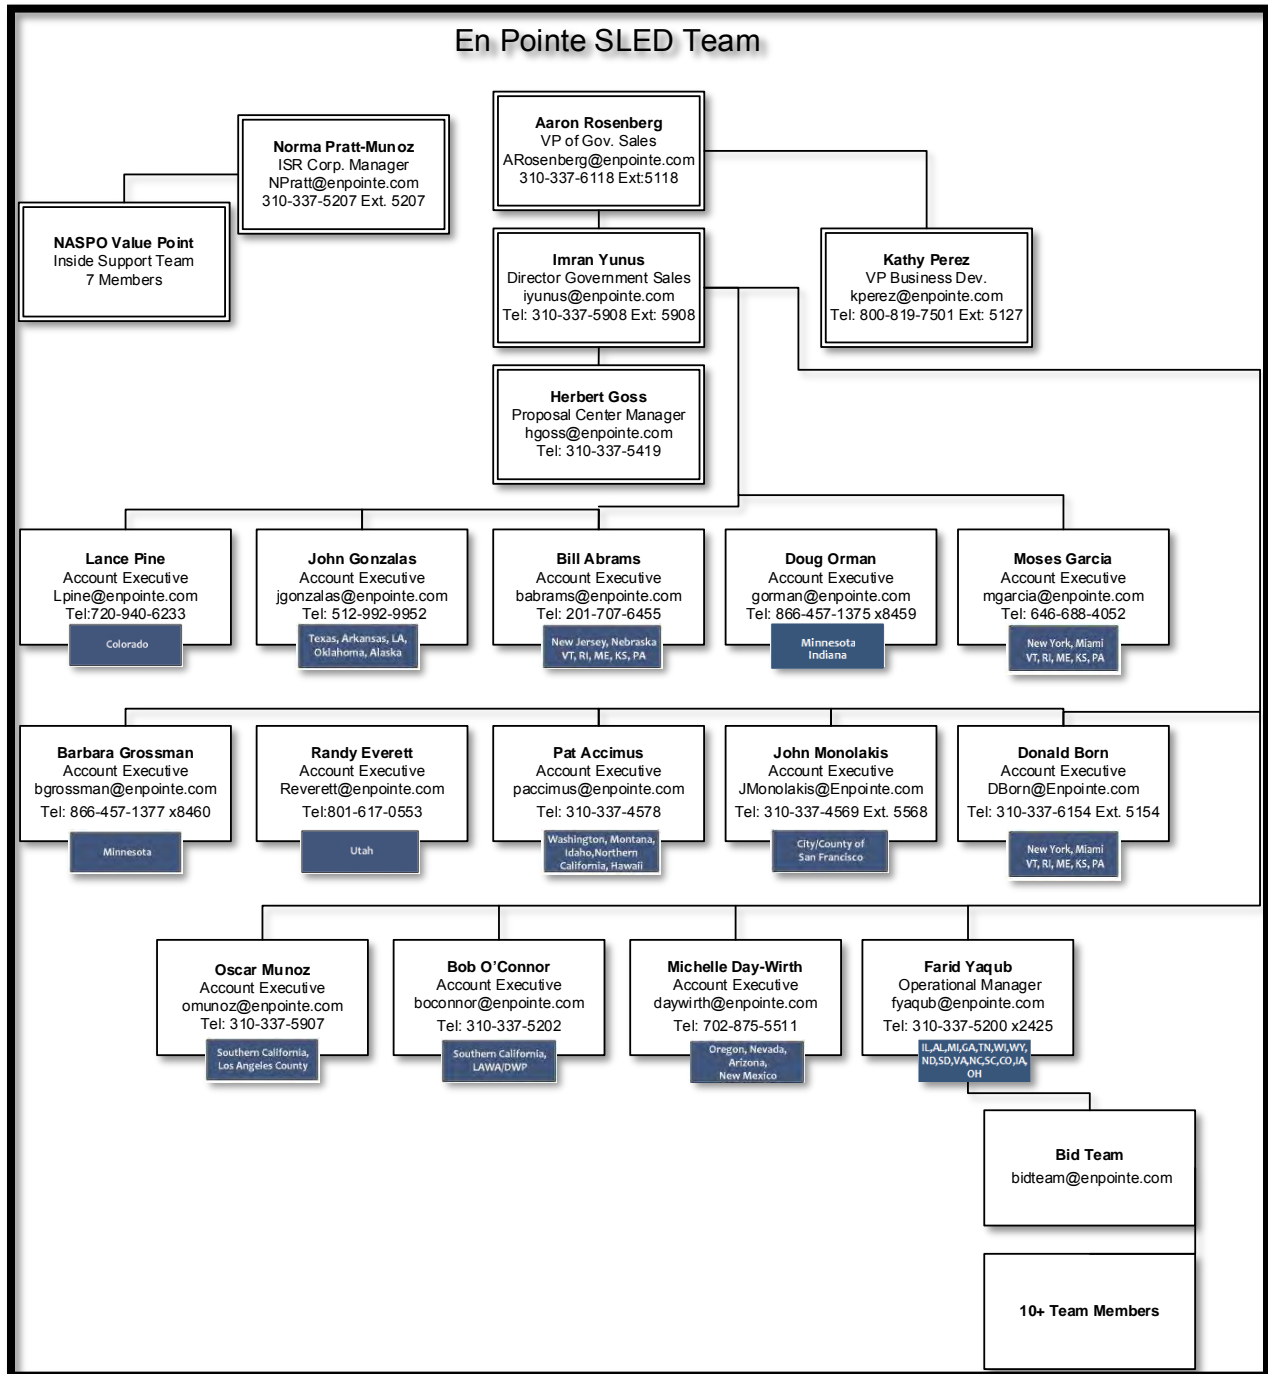 En Pointe SLED Team
Norma Pratt-Munoz
ISR Corp. Manager
NPratt@enpointe.com
310-337-5207 Ext. 5207
Aaron Rosenberg
VP of Gov. Sales
ARosenberg@enpointe.com
310-337-6118 Ext:5118
NASPO Value Point
Inside Support Team
7 Members
Imran Yunus
Director Government Sales
iyunus@enpointe.com
Tel: 310-337-5908 Ext: 5908
Kathy Perez
VP Business Dev.
kperez@enpointe.com
Tel: 800-819-7501 Ext: 5127
Herbert Goss
Proposal Center Manager
hgoss@enpointe.com
Tel: 310-337-5419
Lance Pine
Account Executive
Lpine@enpointe.com
Tel:720-940-6233
Colorado
John Gonzalas
Account Executive
jgonzalas@enpointe.com
Tel: 512-992-9952
Texas, Arkansas, LA,
Oklahoma, Alaska
Bill Abrams
Account Executive
babrams@enpointe.com
Tel: 201-707-6455
New Jersey, Nebraska
VT, RI, ME, KS, PA
Doug Orman
Account Executive
gorman@enpointe.com
Tel: 866-457-1375 x8459
Minnesota
Indiana
Moses Garcia
Account Executive
mgarcia@enpointe.com
Tel: 646-688-4052
New York, Miami
VT, RI, ME, KS, PA
Barbara Grossman
Account Executive
bgrossman@enpointe.com
Tel: 866-457-1377 x8460
Minnesota
Randy Everett
Account Executive
Reverett@enpointe.com
Tel:801-617-0553
Utah
Pat Accimus
Account Executive
paccimus@enpointe.com
Tel: 310-337-4578
Washington, Montana,
Idaho,Northern
California, Hawaii
John Monolakis
Account Executive
JMonolakis@Enpointe.com
Tel: 310-337-4569 Ext. 5568
City/County of
San Francisco
Donald Born
Account Executive
DBorn@Enpointe.com
Tel: 310-337-6154 Ext. 5154
New York, Miami
VT, RI, ME, KS, PA
Oscar Munoz
Account Executive
omunoz@enpointe.com
Tel: 310-337-5907
Southern California,
Los Angeles County
Bob O’Connor
Account Executive
boconnor@enpointe.com
Tel: 310-337-5202
Southern California,
LAWA/DWP
Michelle Day-Wirth
Account Executive
daywirth@enpointe.com
Tel: 702-875-5511
Oregon, Nevada,
Arizona,
New Mexico
Farid Yaqub
Operational Manager
fyaqub@enpointe.com
Tel: 310-337-5200 x2425
IL,AL,MI,GA,TN,WI,WY,
ND,SD,VA,NC,SC,CO,IA,
OH
Bid Team
bidteam@enpointe.com
10+ Team Members